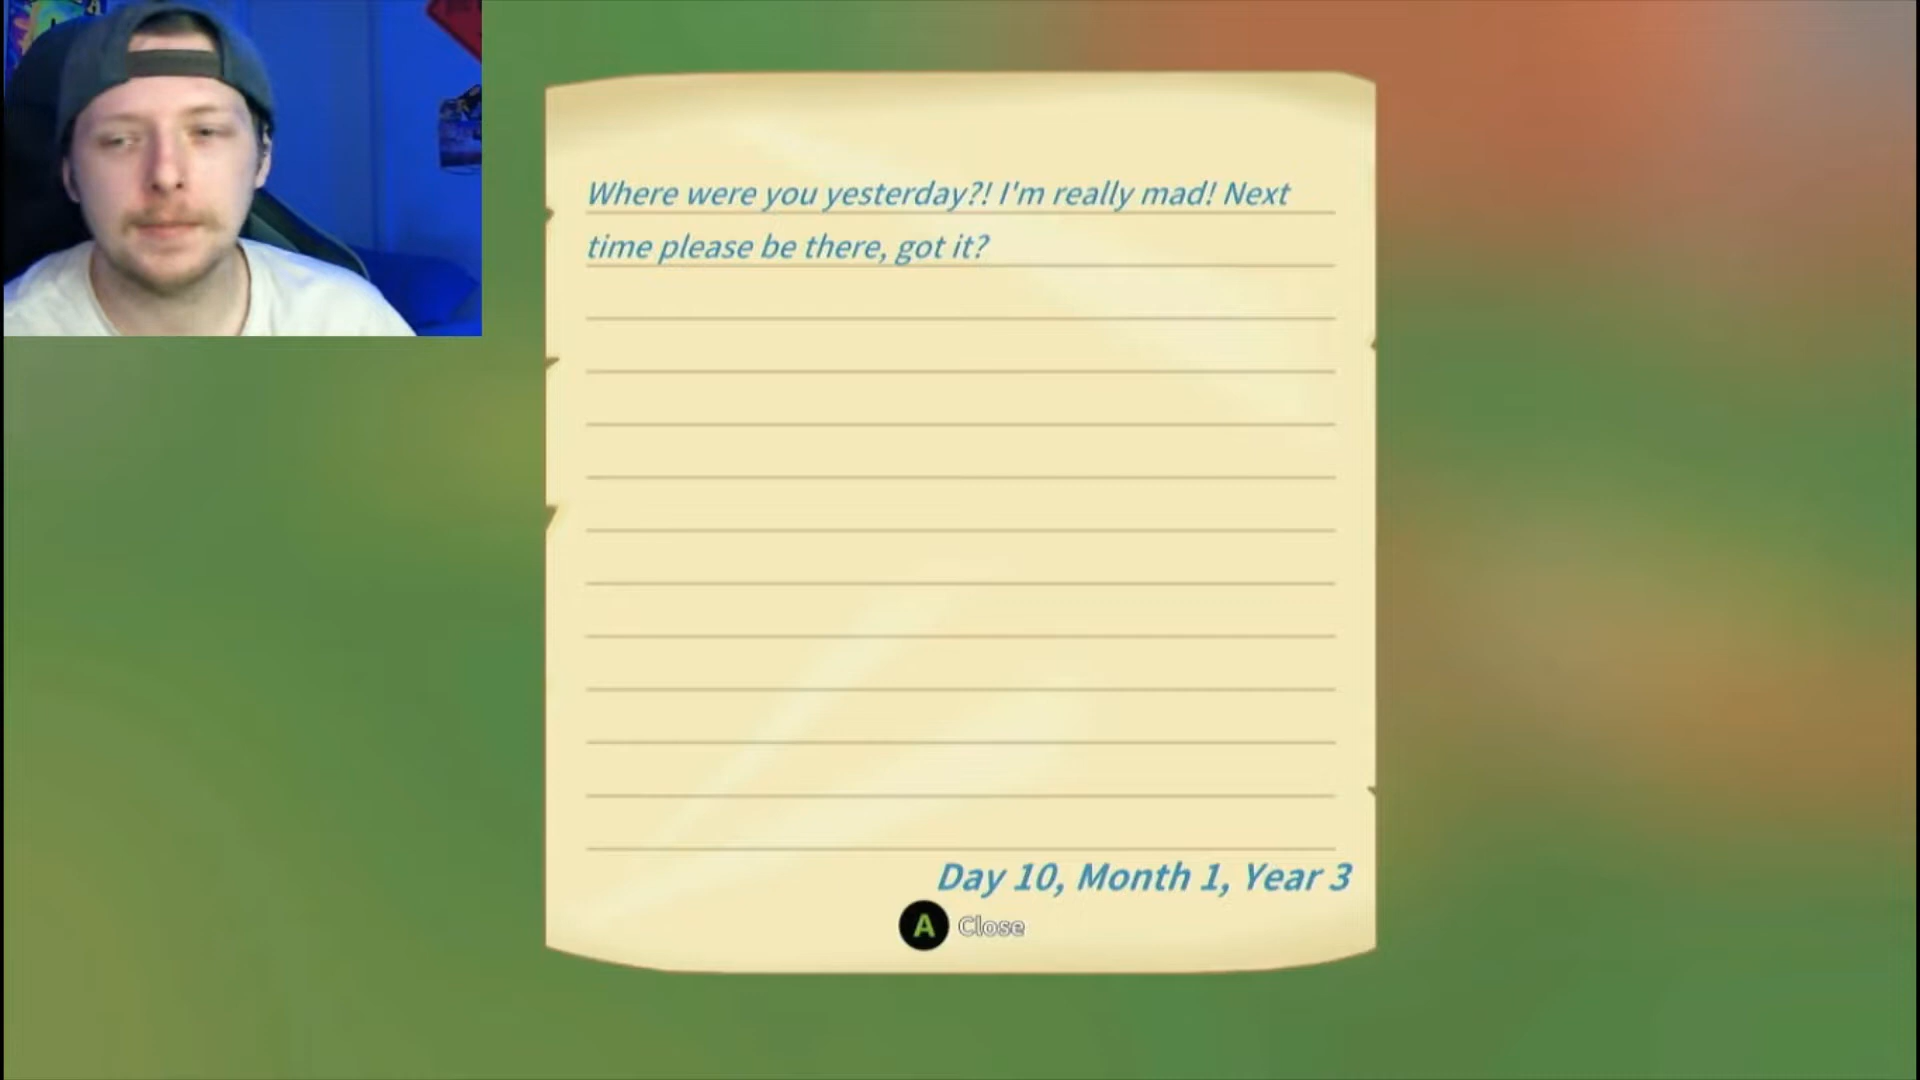 Where were you yesterday?! I'm really mad! Next
time please be there, got it?
Day 10, Month 1, Year 3
A Close